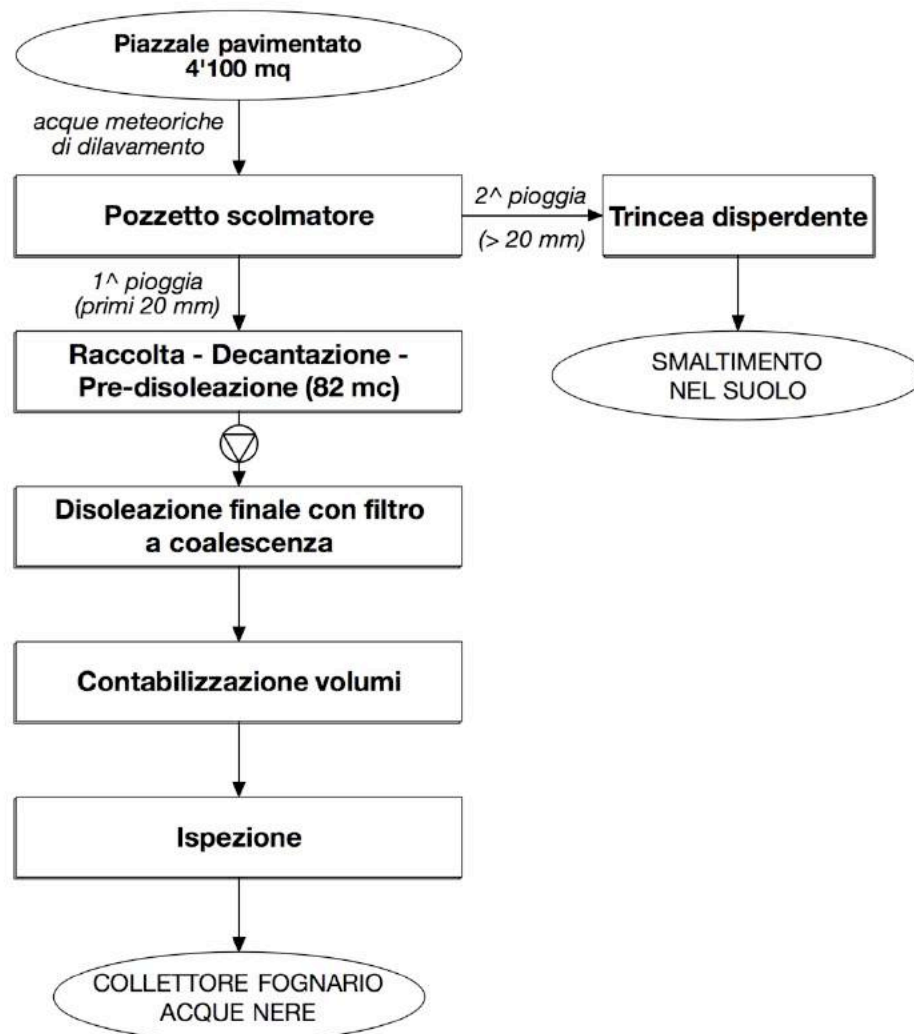 Piazzale pavimentato
4'100 mq
acque meteoriche
di dilavamento
Pozzetto scolmatore
2^ pioggia
(> 20 mm)
Trincea disperdente
1^ pioggia
(primi 20 mm)
SMALTIMENTO
NEL SUOLO
Raccolta - Decantazione -
Pre-disoleazione (82 mc)
Disoleazione finale con filtro
a coalescenza
Contabilizzazione volumi
Ispezione
COLLETTORE FOGNARIO
ACQUE NERE